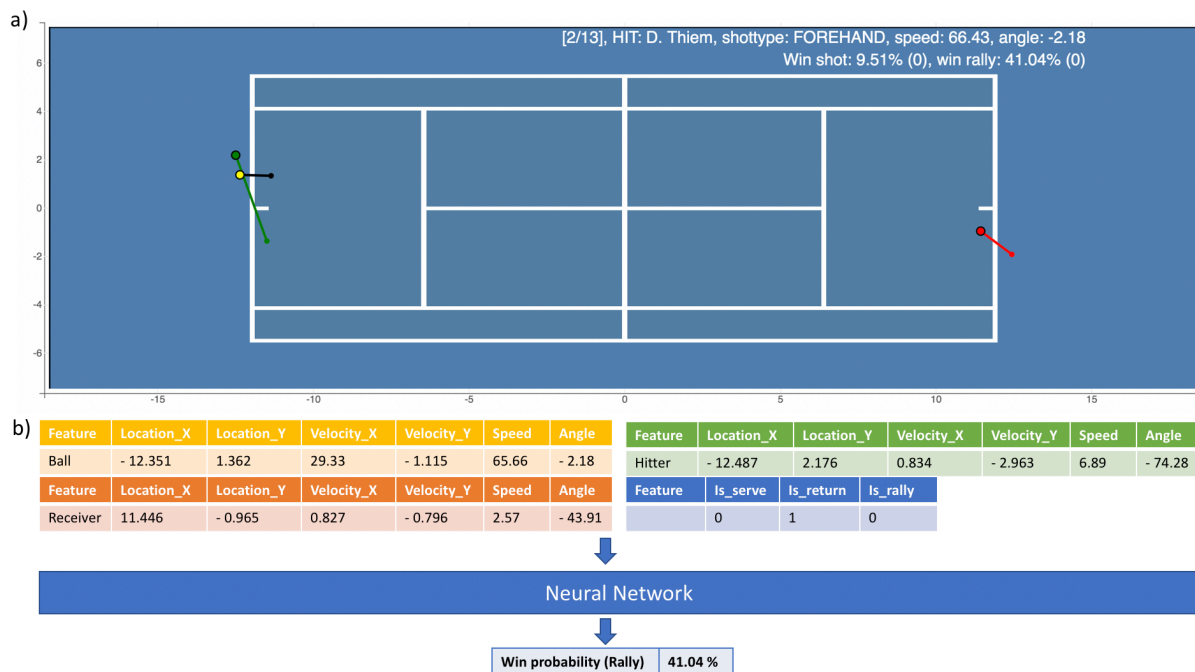 a)
[2/13], HIT: D. Thiem, shottype: FOREHAND, speed: 66.43, angle: -2.18
Win shot: 9.51% (0), win rally: 41.04% (0)
6
4
2
0
-2
-4
-6
-15 -10 -5 0 5 10 15
b)
Feature Location_X Location_Y Velocity_X Velocity_Y Speed Angle
Ball - 12.351 1.362 29.33 - 1.115 65.66 - 2.18
Feature Location_X Location_Y Velocity_X Velocity_Y Speed Angle
Hitter - 12.487 2.176 0.834 - 2.963 6.89 - 74.28
Feature Location_X Location_Y Velocity_X Velocity_Y Speed Angle
Receiver 11.446 - 0.965 0.827 - 0.796 2.57 - 43.91
Feature Is_serve Is_return Is_rally
0 1 0
Neural Network
Win probability (Rally) 41.04 %